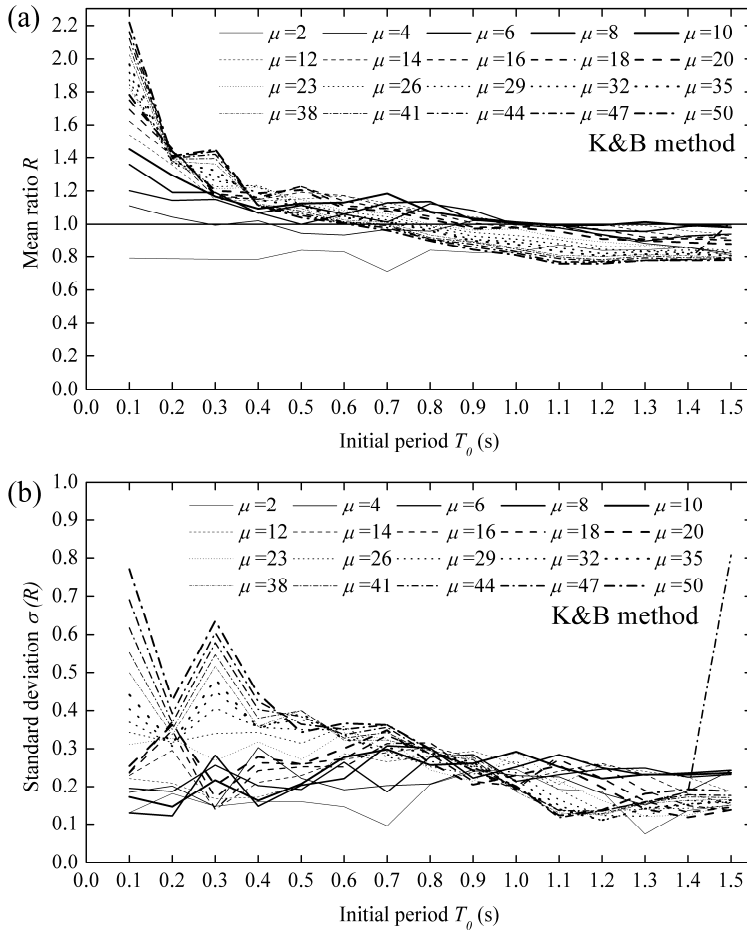 (a)
2.2
2.0
1.8
1.6
1.4
1.2
1.0
0.8
0.6
0.4
0.2
0.0
Mean ratio R
μ =2 μ =4 μ =6 μ =8 μ =10
μ =12 μ =14 μ =16 μ =18 μ =20
μ =23 μ =26 μ =29 μ =32 μ =35
μ =38 μ =41 μ =44 μ =47 μ =50
K&B method
0.0 0.1 0.2 0.3 0.4 0.5 0.6 0.7 0.8 0.9 1.0 1.1 1.2 1.3 1.4 1.5
Initial period T0 (s)
(b)
1.0
0.9
0.8
0.7
0.6
0.5
0.4
0.3
0.2
0.1
0.0
Standard deviation σ (R)
μ =2 μ =4 μ =6 μ =8 μ =10
μ =12 μ =14 μ =16 μ =18 μ =20
μ =23 μ =26 μ =29 μ =32 μ =35
μ =38 μ =41 μ =44 μ =47 μ =50
K&B method
0.0 0.1 0.2 0.3 0.4 0.5 0.6 0.7 0.8 0.9 1.0 1.1 1.2 1.3 1.4 1.5
Initial period T0 (s)